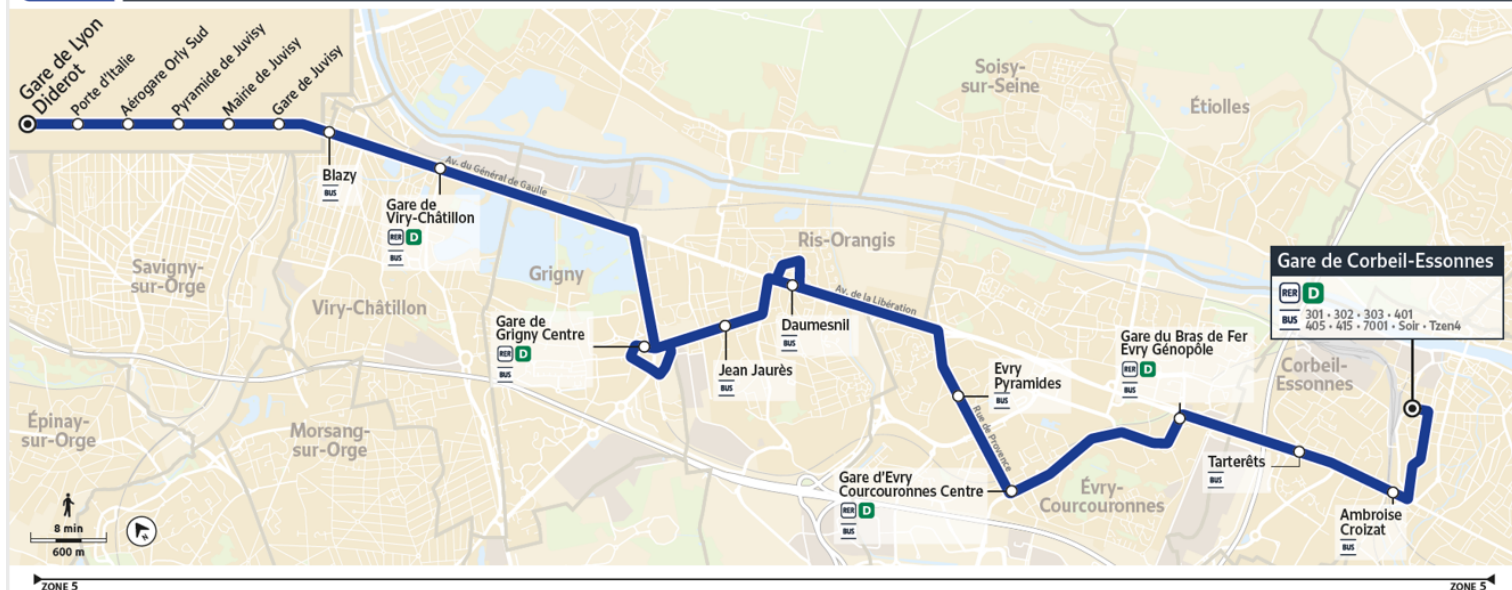 Gare de Lyon
Diderot
Porte d'Italie
Aérogare Orly Sud
Pyramide de Juvisy
Mairie de Juvisy
Gare de Juvisy
Blazy
BUS
Av. du Général de Gaulle
Gare de
Viry-Châtillon
RER D
BUS
Soisy-
sur-Seine
Étiolles
Savigny-
sur-Orge
Viry-Châtillon
Grigny
Ris-Orangis
Gare de
Grigny Centre
RER D
BUS
Jean Jaurès
BUS
Daumesnil
BUS
Av. de la Libération
Evry
Pyramides
BUS
Rue de Provence
Gare du Bras de Fer
Evry Génopôle
RER D
BUS
Gare de Corbeil-Essonnes
RER D
BUS 301 • 302 • 303 • 401
405 • 415 • 7001 • Soir • Tzen4
Corbeil-
Essonnes
Épinay-
sur-Orge
Morsang-
sur-Orge
Gare d'Evry
Courcouronnes Centre
RER D
BUS
Évry-
Courcouronnes
Tarterêts
BUS
Ambroise
Croizat
BUS
8 min
600 m
N
ZONE 5
ZONE 5